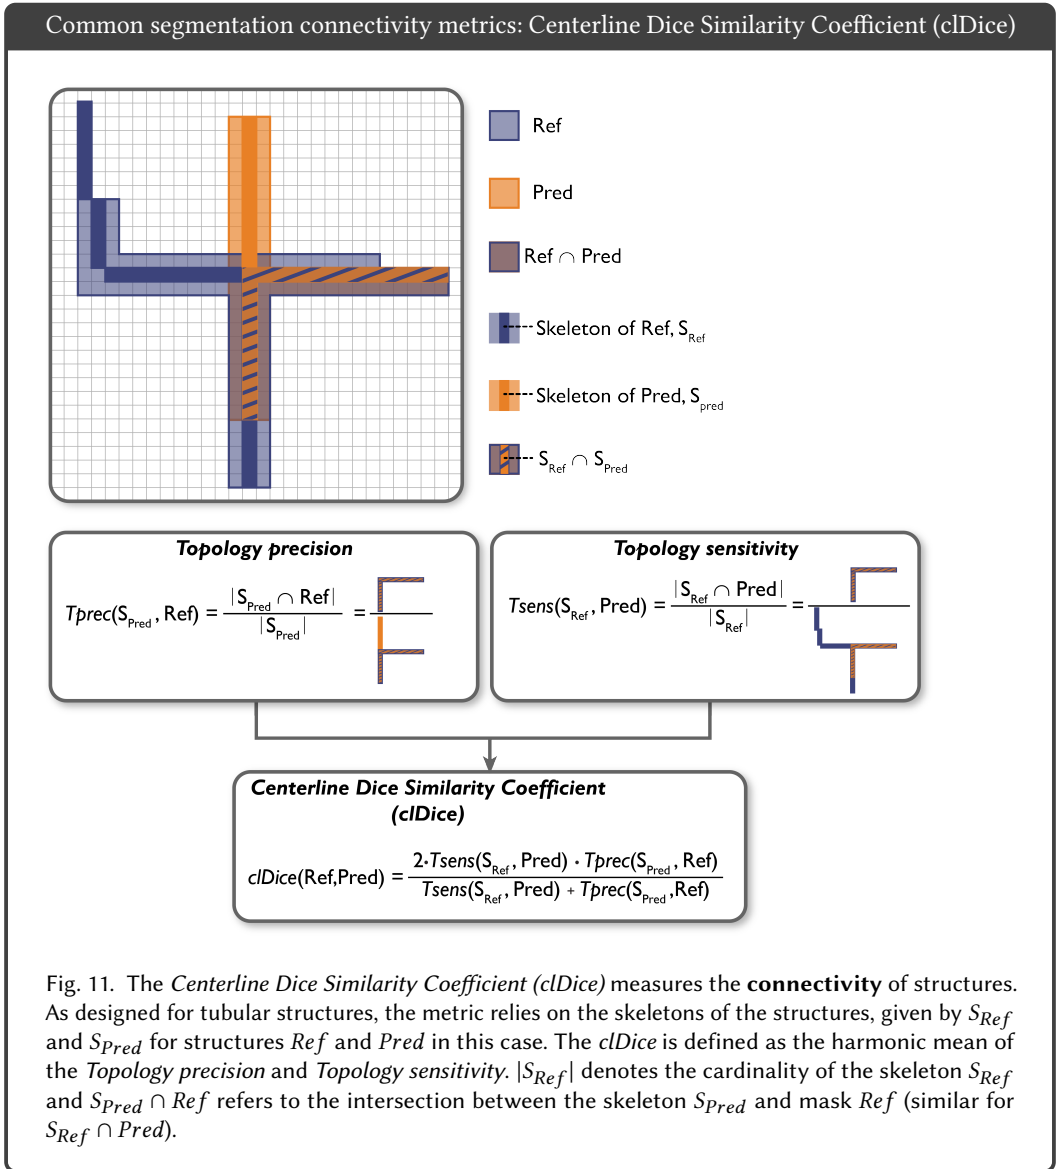 Common segmentation connectivity metrics: Centerline Dice Similarity Coefficient (clDice)
Ref
Pred
Ref ∩ Pred
Skeleton of Ref, S_Ref
Skeleton of Pred, S_pred
S_Ref ∩ S_Pred
Topology precision
Tprec(S_Pred, Ref) = |S_Pred ∩ Ref| / |S_Pred| =
Topology sensitivity
Tsens(S_Ref, Pred) = |S_Ref ∩ Pred| / |S_Ref| =
Centerline Dice Similarity Coefficient
(clDice)
clDice(Ref,Pred) = 2·Tsens(S_Ref, Pred) · Tprec(S_Pred, Ref) / Tsens(S_Ref, Pred) + Tprec(S_Pred,Ref)
Fig. 11. The Centerline Dice Similarity Coefficient (clDice) measures the connectivity of structures.
As designed for tubular structures, the metric relies on the skeletons of the structures, given by S_Ref
and S_Pred for structures Ref and Pred in this case. The clDice is defined as the harmonic mean of
the Topology precision and Topology sensitivity. |S_Ref| denotes the cardinality of the skeleton S_Ref
and S_Pred ∩ Ref refers to the intersection between the skeleton S_Pred and mask Ref (similar for
S_Ref ∩ Pred).